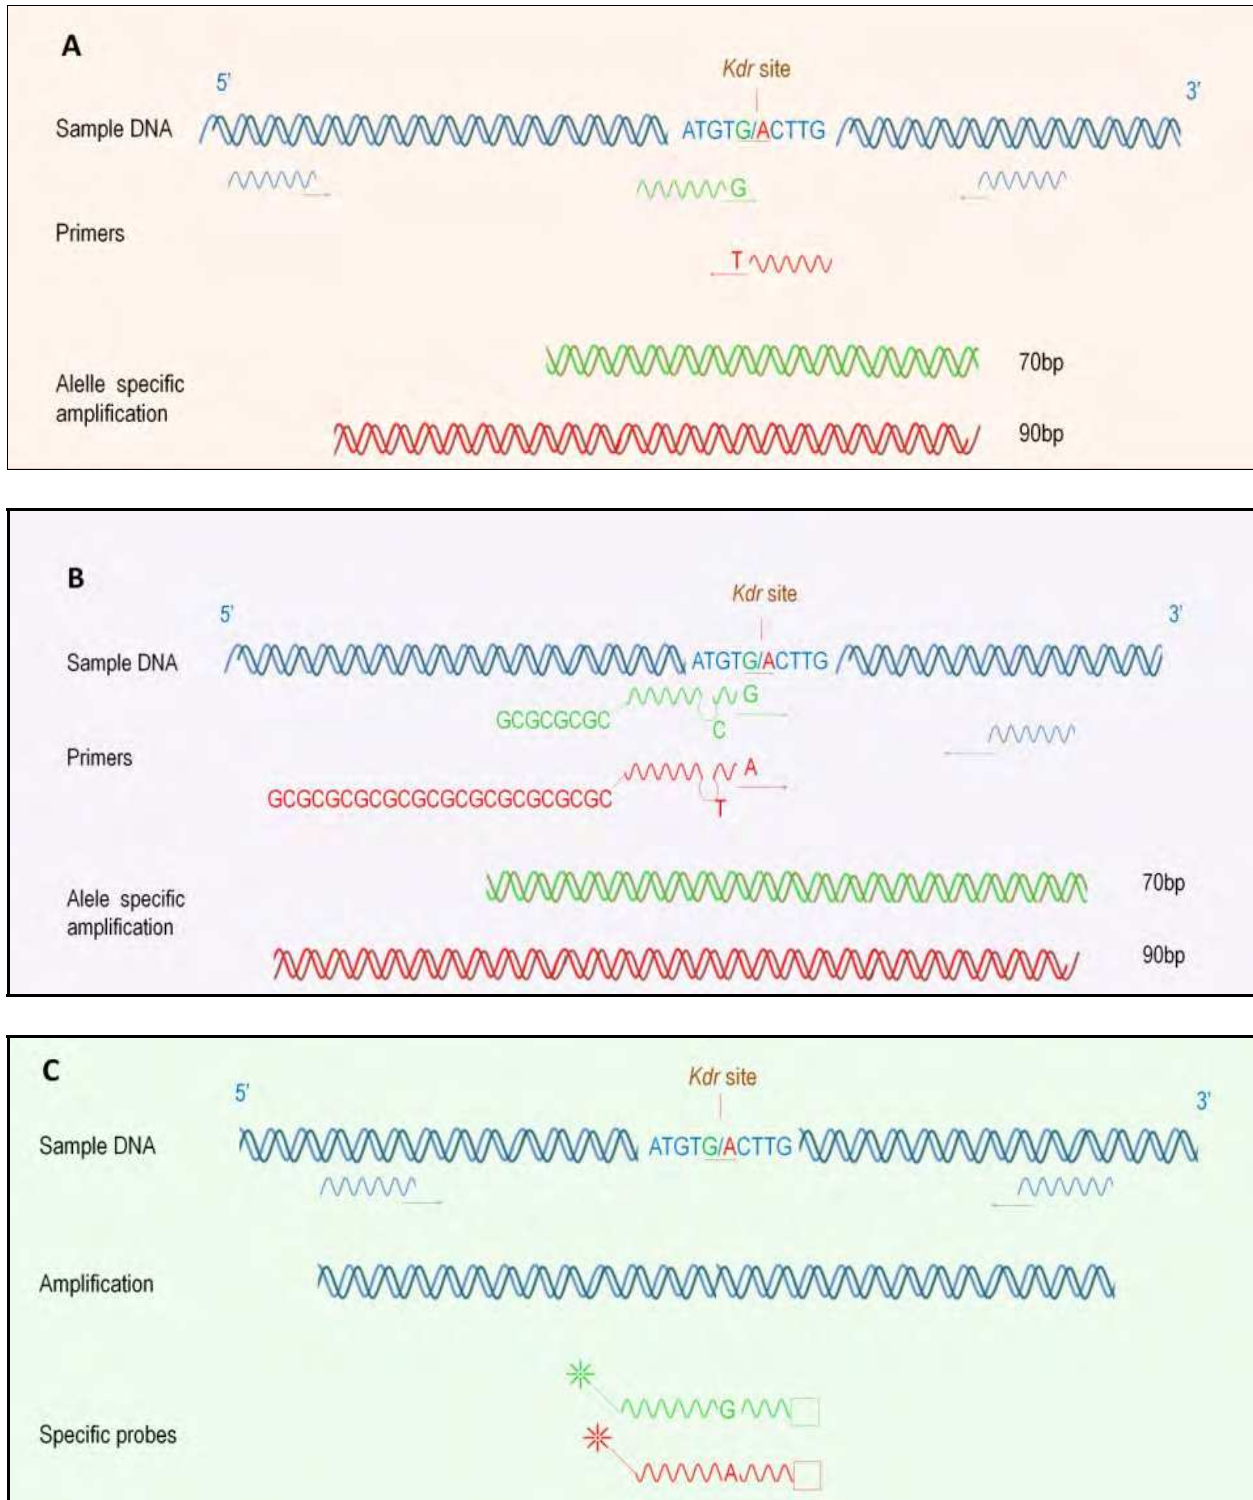 A
Kdr site
5'
3'
Sample DNA
ATGTG/ACTTG
G
Primers
T
70bp
Alelle specific
amplification
90bp
B
Kdr site
5'
3'
Sample DNA
ATGTG/ACTTG
G
GCGCGCGC
C
Primers
A
GCGCGCGCGCGCGCGCGCGCGCGC
T
70bp
Alele specific
amplification
90bp
C
Kdr site
5'
3'
Sample DNA
ATGTG/ACTTG
Amplification
G
Specific probes
A